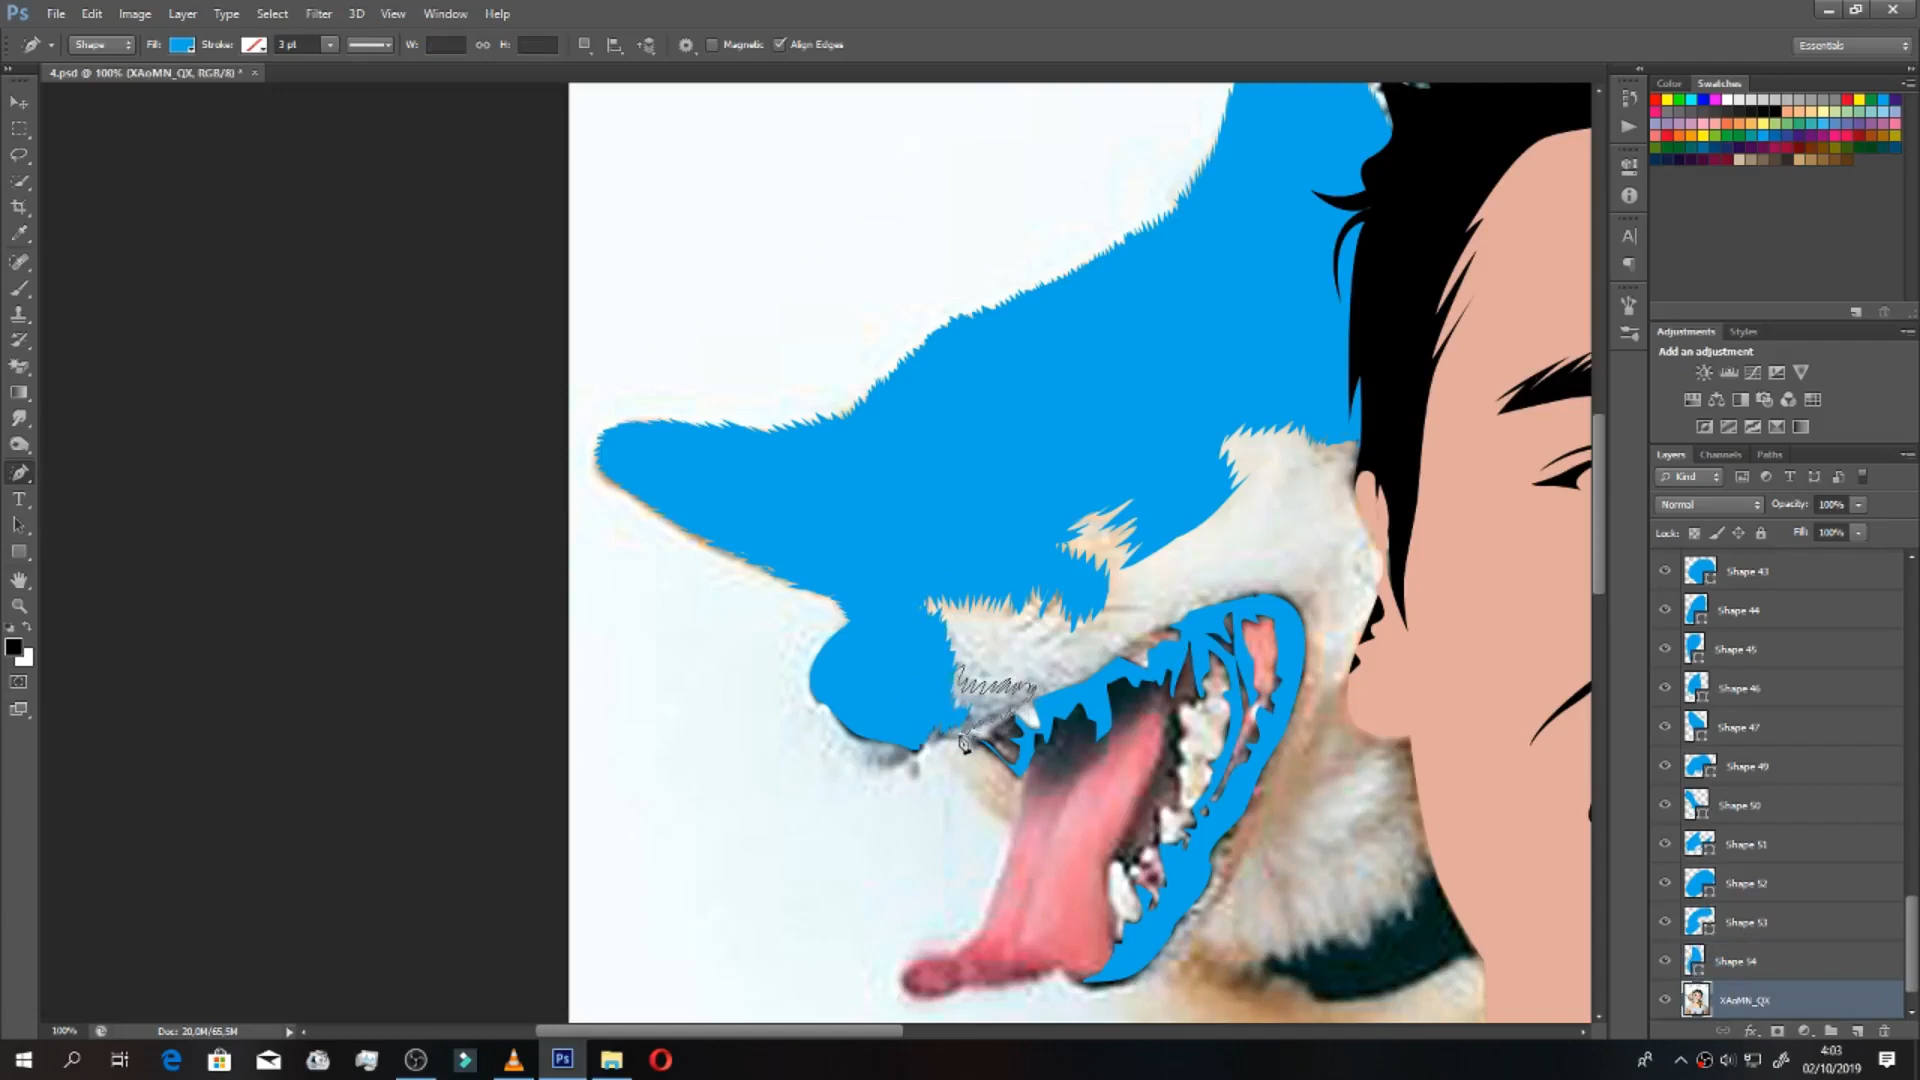 Ps File Edit Image Layer Type Select Filter 3D View Window Help
Shape Fill: Stroke: 3 pt W: H: Magnetic Align Edges Essentials
4.psd @ 100% (XAoMN_QX, RGB/8) *
Color Swatches
Adjustments Styles
Add an adjustment
Layers Channels Paths
Kind
Normal Opacity: 100%
Lock: Fill: 100%
Shape 43
Shape 44
Shape 45
Shape 46
Shape 47
Shape 49
Shape 50
Shape 51
Shape 52
Shape 53
Shape 54
XAoMN_QX
100% Doc: 20,0M/65,5M
Ps
4:03
02/10/2019